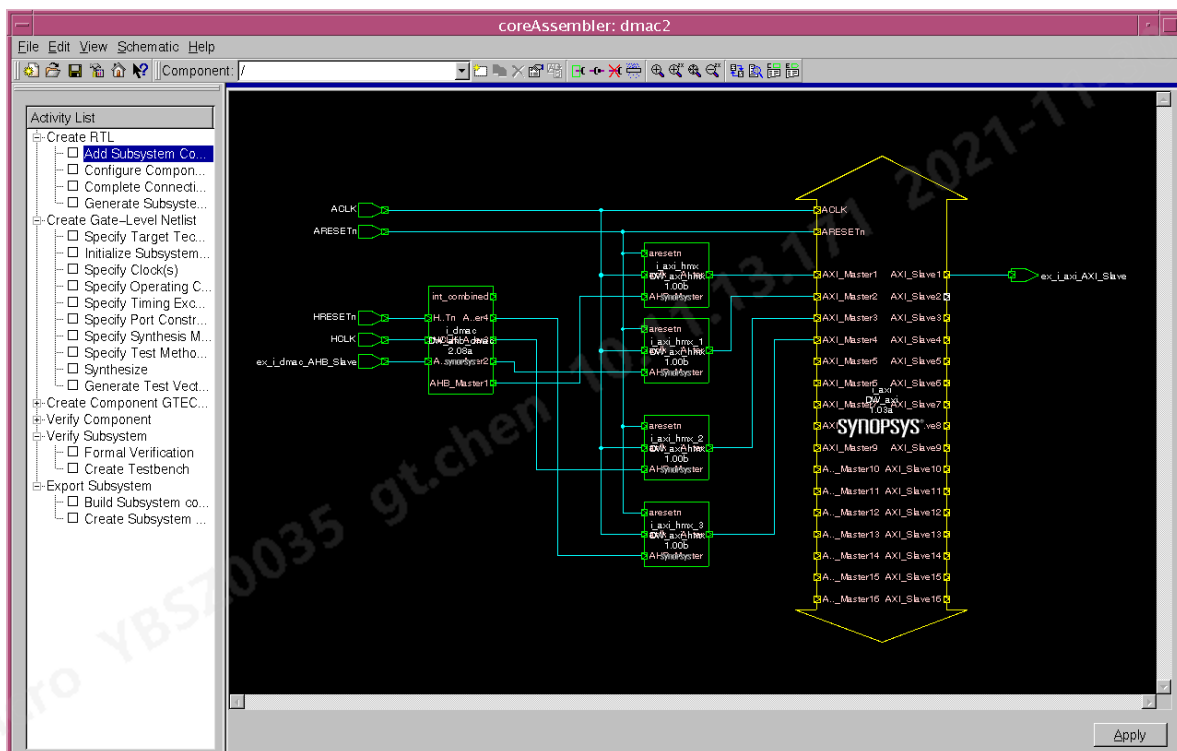 coreAssembler: dmac2
File Edit View Schematic Help
Component: /
Activity List
Create RTL
Add Subsystem Co...
Configure Compon...
Complete Connecti...
Generate Subsyste...
Create Gate-Level Netlist
Specify Target Tec...
Initialize Subsystem...
Specify Clock(s)
Specify Operating C...
Specify Timing Exc...
Specify Port Constr...
Specify Synthesis M...
Specify Test Metho...
Synthesize
Generate Test Vect...
Create Component GTEC...
Verify Component
Verify Subsystem
Formal Verification
Create Testbench
Export Subsystem
Build Subsystem co...
Create Subsystem ...
ACLK
ARESETn
HRESETn
HCLK
ex_i_dmac_AHB_Slave
int_combined
H..Tn A..er4
i_dmac
2.08a
AHB_Master1
aresetn
i_axi_hmx
1.00b
aresetn
i_axi_hmx_1
1.00b
aresetn
i_axi_hmx_2
1.00b
aresetn
i_axi_hmx_3
1.00b
ACLK
ARESETn
AXI_Master1 AXI_Slave1
AXI_Master2 AXI_Slave2
AXI_Master3 AXI_Slave3
AXI_Master4 AXI_Slave4
AXI_Master5 AXI_Slave5
AXI_Master6 AXI_Slave6
i_axi
AXI_Slave7
DW_axi
1.03a
SYNOPSYS
AXI_Master9 AXI_Slave9
A.._Master10 AXI_Slave10
A.._Master11 AXI_Slave11
A.._Master12 AXI_Slave12
A.._Master13 AXI_Slave13
A.._Master14 AXI_Slave14
A.._Master15 AXI_Slave15
A.._Master16 AXI_Slave16
ex_i_axi_AXI_Slave
Apply
YBSZ0035 gt.chen